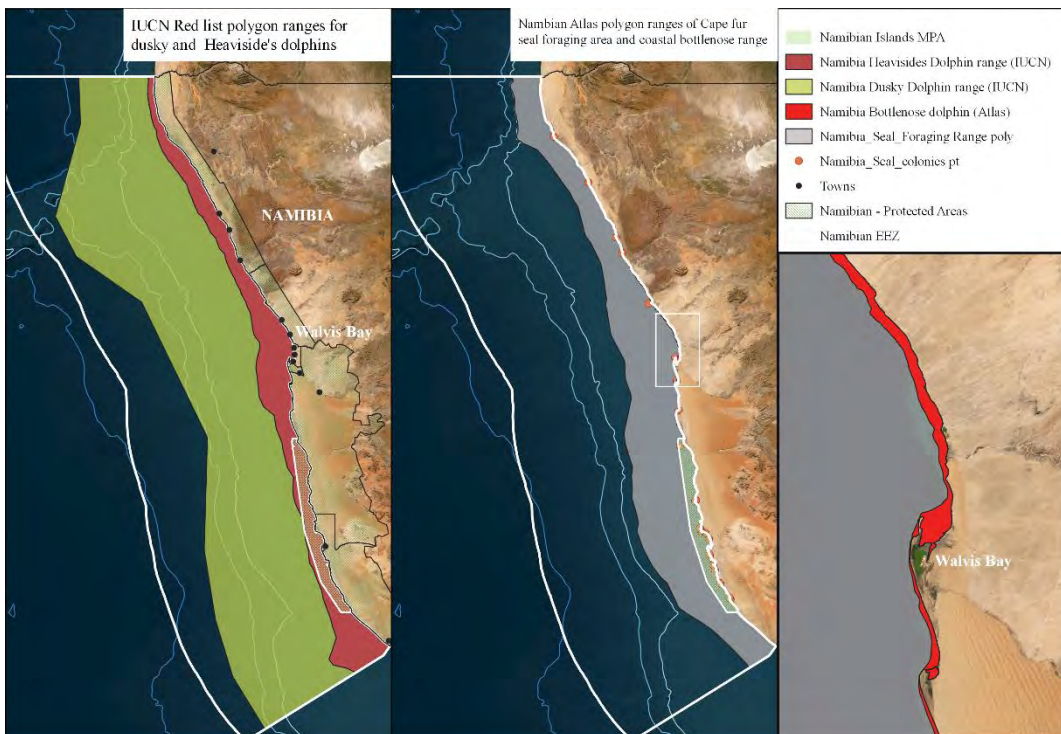 IUCN Red list polygon ranges for
dusky and Heaviside's dolphins
NAMIBIA
Walvis Bay
Nambian Atlas polygon ranges of Cape fur
seal foraging area and coastal bottlenose range
Namibian Islands MPA
Namibia Heavisides Dolphin range (IUCN)
Namibia Dusky Dolphin range (IUCN)
Namibia Bottlenose dolphin (Atlas)
Namibia_Seal_Foraging Range poly
Namibia_Seal_colonies pt
Towns
Namibian - Protected Areas
Namibian EEZ
Walvis Bay